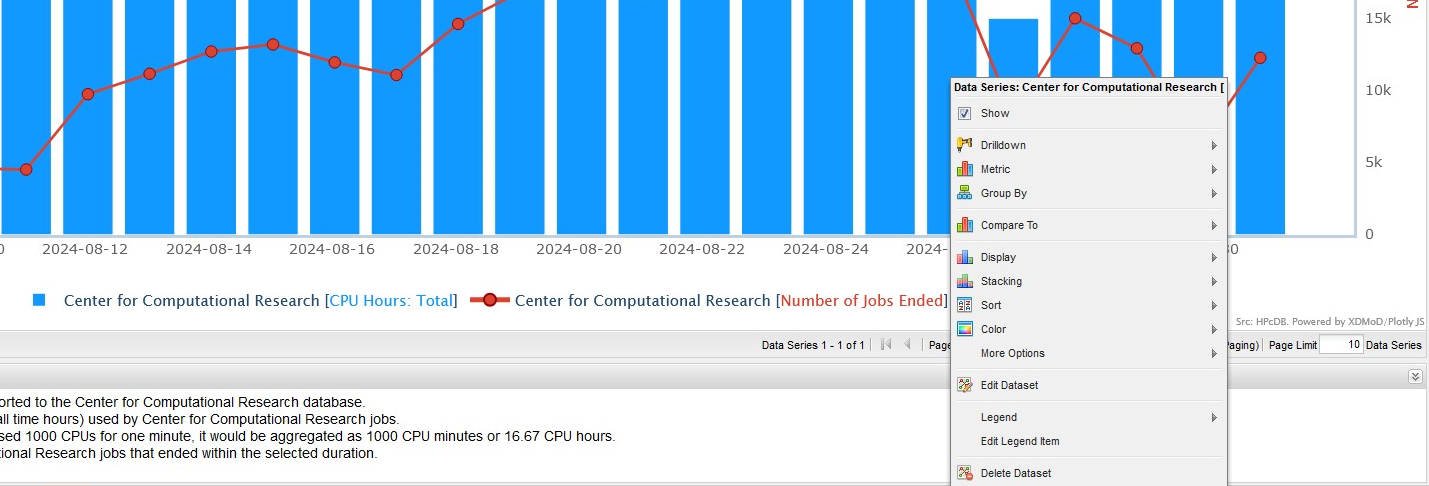 15k
Data Series: Center for Computational Research [
Show
Drilldown
10k
Metric
5k
Group By
Compare To
0
0 2024-08-12 2024-08-14 2024-08-16 2024-08-18 2024-08-20 2024-08-22 2024-08-24 2024- 30
Display
Stacking
Center for Computational Research [CPU Hours: Total] Center for Computational Research [Number of Jobs Ended]
Sort
Src: HPcDB. Powered by XDMoD/Plotly JS
Color
Data Series 1 - 1 of 1 Page Paging) Page Limit 10 Data Series
More Options
Edit Dataset
orted to the Center for Computational Research database.
all time hours) used by Center for Computational Research jobs.
Legend
sed 1000 CPUs for one minute, it would be aggregated as 1000 CPU minutes or 16.67 CPU hours.
Edit Legend Item
tional Research jobs that ended within the selected duration.
Delete Dataset